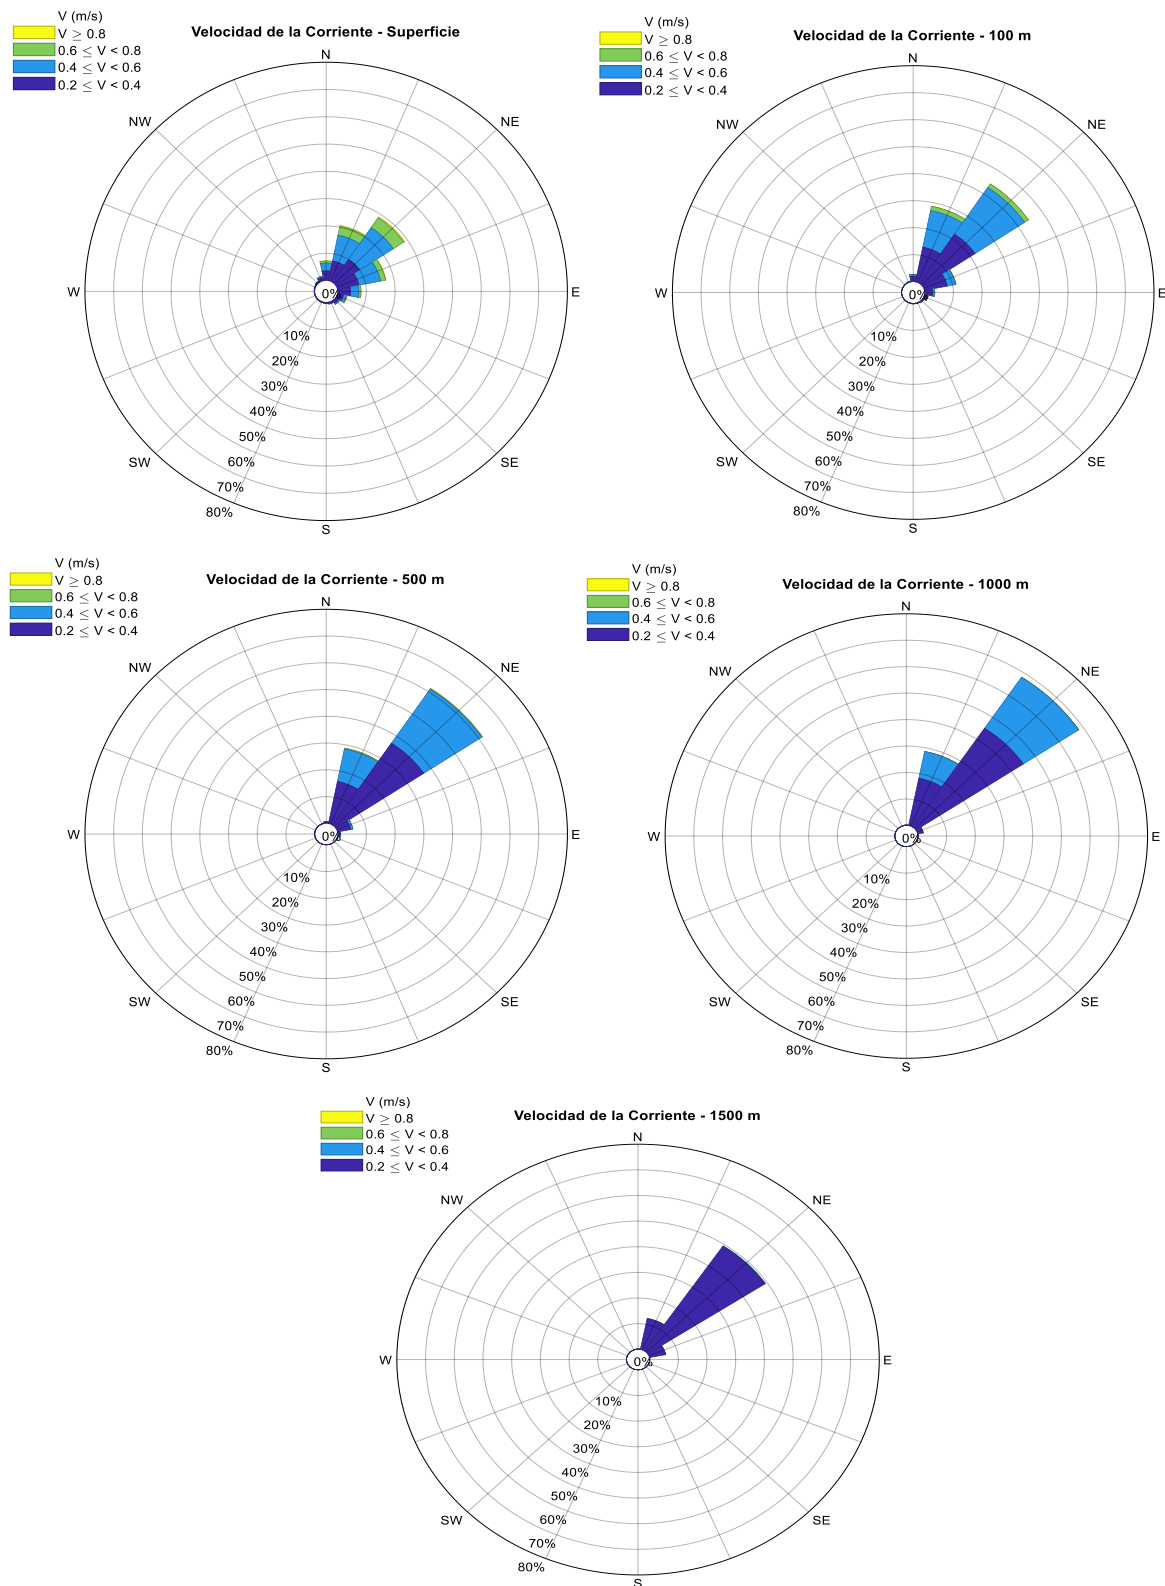 V (m/s)
V ≥ 0.8
0.6 ≤ V < 0.8
0.4 ≤ V < 0.6
0.2 ≤ V < 0.4
Velocidad de la Corriente - Superficie
N
NW
NE
W
0%
E
10%
20%
30%
40%
50%
60%
70%
80%
SW
SE
S
V (m/s)
V ≥ 0.8
0.6 ≤ V < 0.8
0.4 ≤ V < 0.6
0.2 ≤ V < 0.4
Velocidad de la Corriente - 100 m
N
NW
NE
W
0%
E
10%
20%
30%
40%
50%
60%
70%
80%
SW
SE
S
V (m/s)
V ≥ 0.8
0.6 ≤ V < 0.8
0.4 ≤ V < 0.6
0.2 ≤ V < 0.4
Velocidad de la Corriente - 500 m
N
NW
NE
W
0%
E
10%
20%
30%
40%
50%
60%
70%
80%
SW
SE
S
V (m/s)
V ≥ 0.8
0.6 ≤ V < 0.8
0.4 ≤ V < 0.6
0.2 ≤ V < 0.4
Velocidad de la Corriente - 1000 m
N
NW
NE
W
0%
E
10%
20%
30%
40%
50%
60%
70%
80%
SW
SE
S
V (m/s)
V ≥ 0.8
0.6 ≤ V < 0.8
0.4 ≤ V < 0.6
0.2 ≤ V < 0.4
Velocidad de la Corriente - 1500 m
N
NW
NE
W
0%
E
10%
20%
30%
40%
50%
60%
70%
80%
SW
SE
S